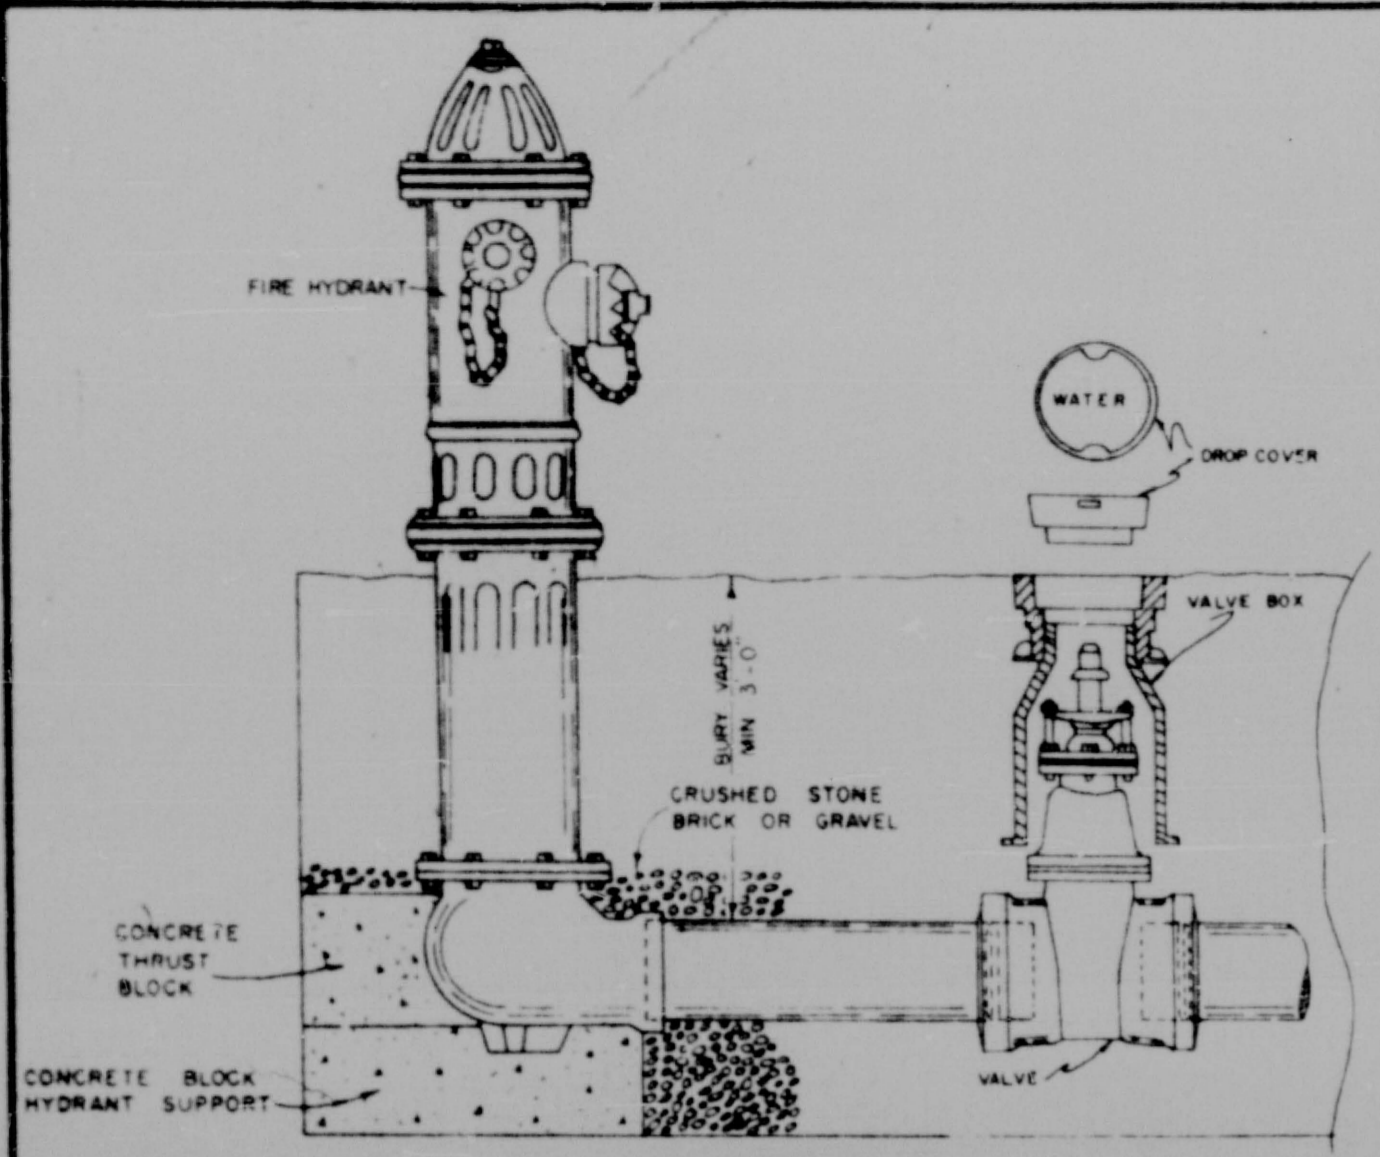 FIRE HYDRANT
WATER
DROP COVER
VALVE BOX
BURY VARIES
MIN 3'-0"
CRUSHED STONE
BRICK OR GRAVEL
CONCRETE
THRUST
BLOCK
CONCRETE BLOCK
HYDRANT SUPPORT
VALVE